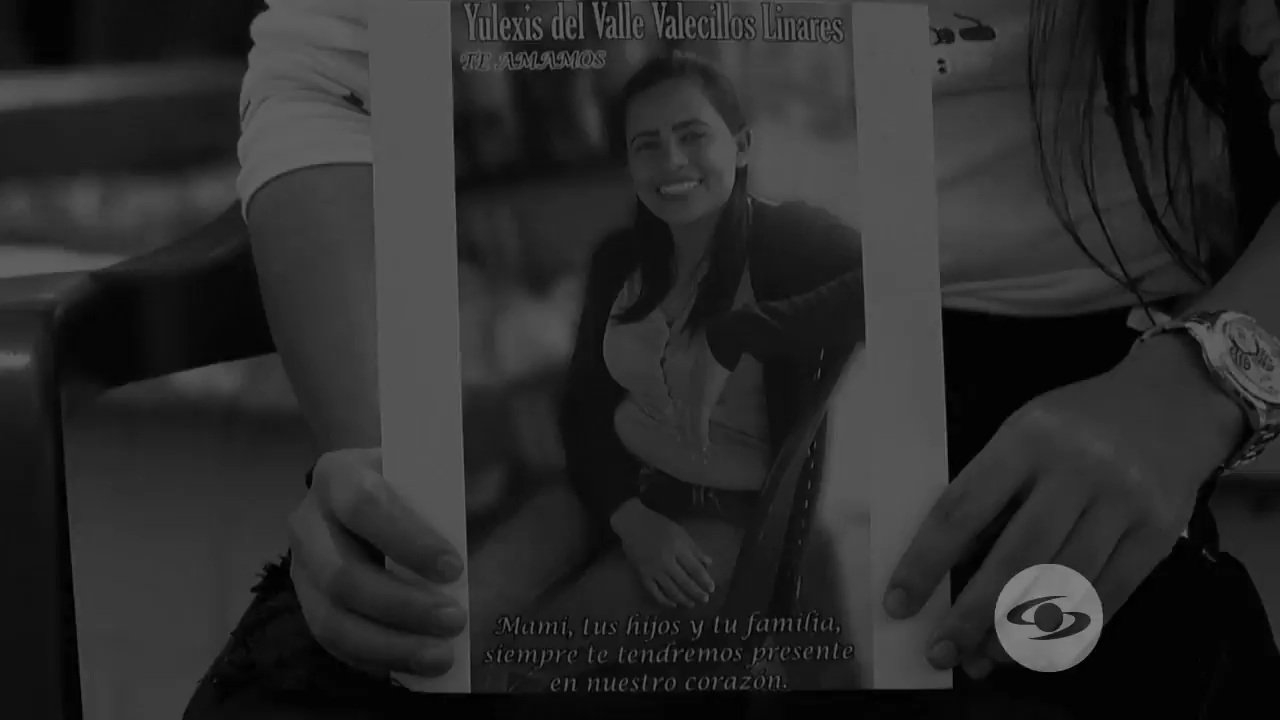 Yulexis del Valle Valecillos Linares
TE AMAMOS
Mami, tus hijos y tu familia,
siempre te tendremos presente
en nuestro corazón.